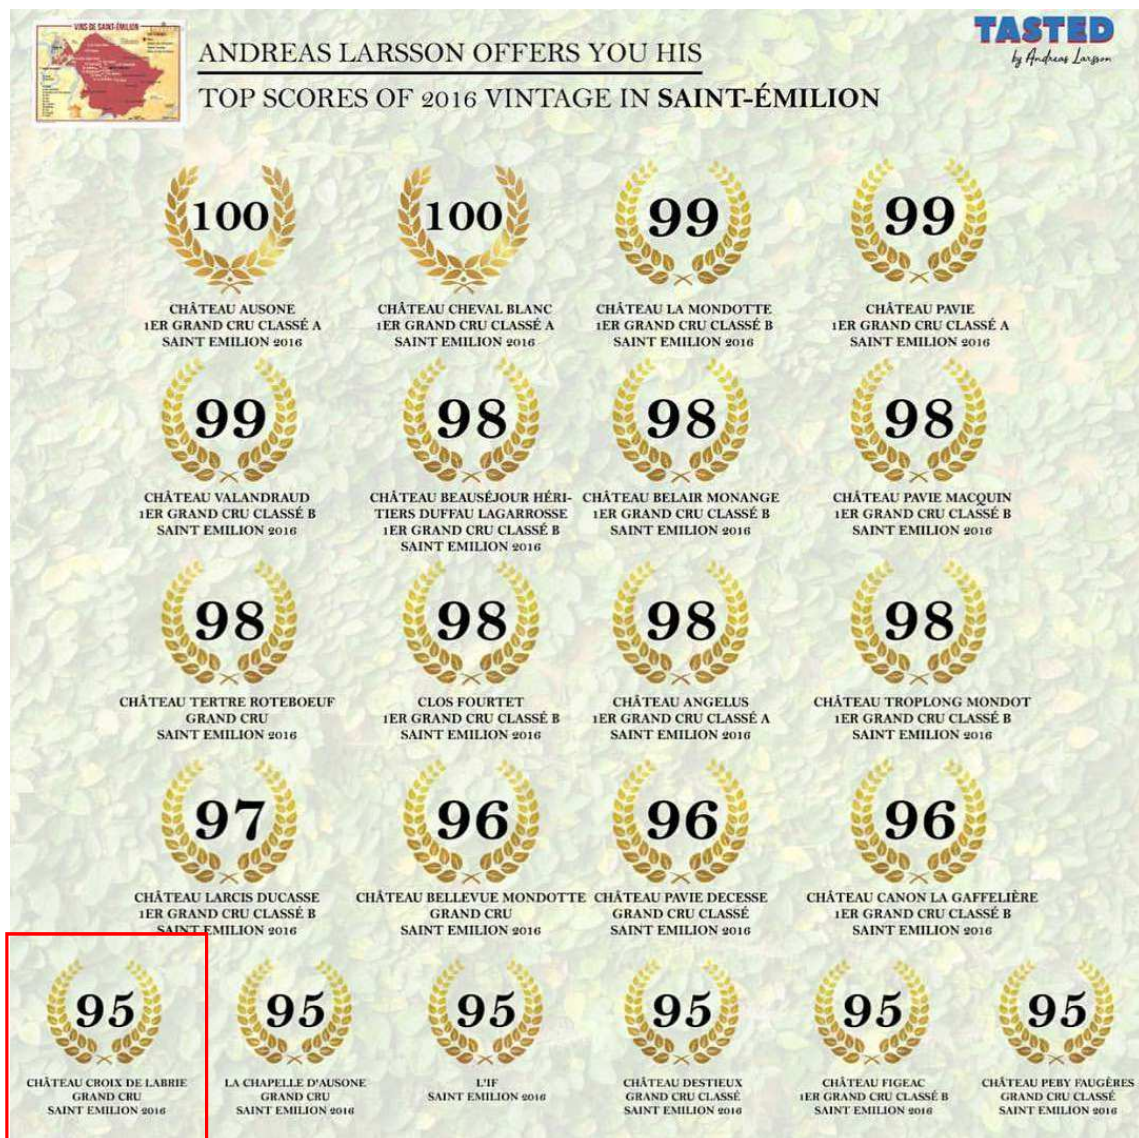 VINS DE SAINT-ÉMILION
TASTED
by Andreas Larsson
ANDREAS LARSSON OFFERS YOU HIS
TOP SCORES OF 2016 VINTAGE IN SAINT-ÉMILION
100
CHÂTEAU AUSONE
1ER GRAND CRU CLASSÉ A
SAINT EMILION 2016
100
CHÂTEAU CHEVAL BLANC
1ER GRAND CRU CLASSÉ A
SAINT EMILION 2016
99
CHÂTEAU LA MONDOTTE
1ER GRAND CRU CLASSÉ B
SAINT EMILION 2016
99
CHÂTEAU PAVIE
1ER GRAND CRU CLASSÉ A
SAINT EMILION 2016
99
CHÂTEAU VALANDRAUD
1ER GRAND CRU CLASSÉ B
SAINT EMILION 2016
98
CHÂTEAU BEAUSÉJOUR HÉRI-
TIERS DUFFAU LAGARROSSE
1ER GRAND CRU CLASSÉ B
SAINT EMILION 2016
98
CHÂTEAU BELAIR MONANGE
1ER GRAND CRU CLASSÉ B
SAINT EMILION 2016
98
CHÂTEAU PAVIE MACQUIN
1ER GRAND CRU CLASSÉ B
SAINT EMILION 2016
98
CHÂTEAU TERTRE ROTEBOEUF
GRAND CRU
SAINT EMILION 2016
98
CLOS FOURTET
1ER GRAND CRU CLASSÉ B
SAINT EMILION 2016
98
CHÂTEAU ANGELUS
1ER GRAND CRU CLASSÉ A
SAINT EMILION 2016
98
CHÂTEAU TROPLONG MONDOT
1ER GRAND CRU CLASSÉ B
SAINT EMILION 2016
97
CHÂTEAU LARCIS DUCASSE
1ER GRAND CRU CLASSÉ B
SAINT EMILION 2016
96
CHÂTEAU BELLEVUE MONDOTTE
GRAND CRU
SAINT EMILION 2016
96
CHÂTEAU PAVIE DECESSE
GRAND CRU CLASSÉ
SAINT EMILION 2016
96
CHÂTEAU CANON LA GAFFELIÈRE
1ER GRAND CRU CLASSÉ B
SAINT EMILION 2016
95
CHÂTEAU CROIX DE LABRIE
GRAND CRU
SAINT EMILION 2016
95
LA CHAPELLE D'AUSONE
GRAND CRU
SAINT EMILION 2016
95
L'IF
SAINT EMILION 2016
95
CHÂTEAU DESTIEUX
GRAND CRU CLASSÉ
SAINT EMILION 2016
95
CHÂTEAU FIGEAC
1ER GRAND CRU CLASSÉ B
SAINT EMILION 2016
95
CHÂTEAU PEBY FAUGÈRES
GRAND CRU CLASSÉ
SAINT EMILION 2016